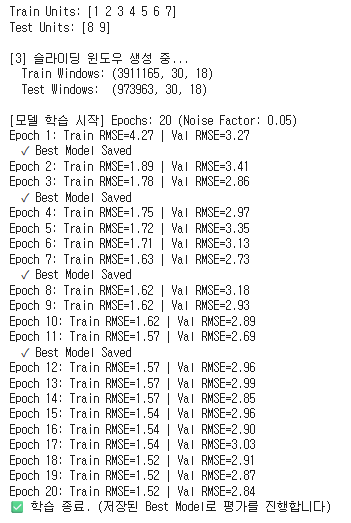 Train Units: [1 2 3 4 5 6 7]
Test Units: [8 9]
[3] 슬라이딩 윈도우 생성 중...
Train Windows: (3911165, 30, 18)
Test Windows: (973963, 30, 18)
[모델 학습 시작] Epochs: 20 (Noise Factor: 0.05)
Epoch 1: Train RMSE=4.27 | Val RMSE=3.27
✓ Best Model Saved
Epoch 2: Train RMSE=1.89 | Val RMSE=3.41
Epoch 3: Train RMSE=1.78 | Val RMSE=2.86
✓ Best Model Saved
Epoch 4: Train RMSE=1.75 | Val RMSE=2.97
Epoch 5: Train RMSE=1.72 | Val RMSE=3.35
Epoch 6: Train RMSE=1.71 | Val RMSE=3.13
Epoch 7: Train RMSE=1.63 | Val RMSE=2.73
✓ Best Model Saved
Epoch 8: Train RMSE=1.62 | Val RMSE=3.18
Epoch 9: Train RMSE=1.62 | Val RMSE=2.93
Epoch 10: Train RMSE=1.62 | Val RMSE=2.89
Epoch 11: Train RMSE=1.57 | Val RMSE=2.69
✓ Best Model Saved
Epoch 12: Train RMSE=1.57 | Val RMSE=2.96
Epoch 13: Train RMSE=1.57 | Val RMSE=2.99
Epoch 14: Train RMSE=1.57 | Val RMSE=2.85
Epoch 15: Train RMSE=1.54 | Val RMSE=2.96
Epoch 16: Train RMSE=1.54 | Val RMSE=2.90
Epoch 17: Train RMSE=1.54 | Val RMSE=3.03
Epoch 18: Train RMSE=1.52 | Val RMSE=2.91
Epoch 19: Train RMSE=1.52 | Val RMSE=2.87
Epoch 20: Train RMSE=1.52 | Val RMSE=2.84
✅ 학습 종료. (저장된 Best Model로 평가를 진행합니다)